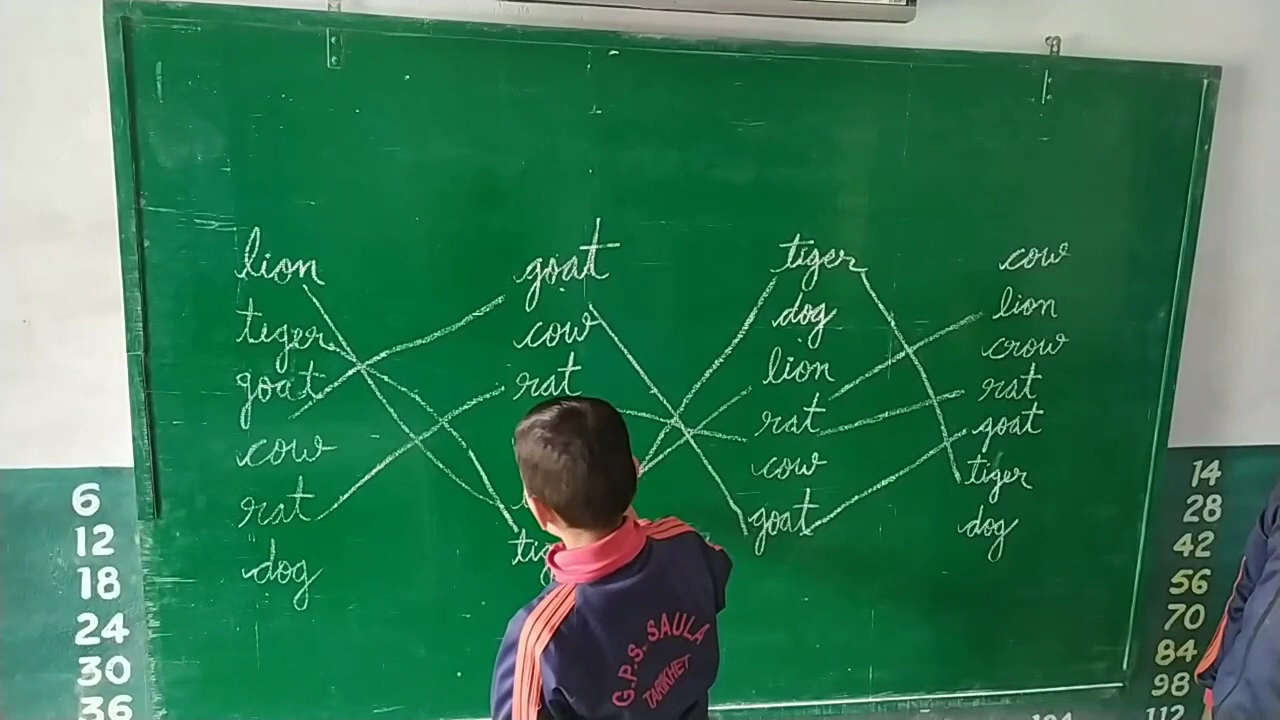 lion goat tiger cow
tiger cow dog lion
goat rat lion crow
cow rat rat
rat cow goat
dog goat tiger
dog
6
12
18
24
30
36
14
28
42
56
70
84
98
112
G.P.S. SAULA
TARIKHET